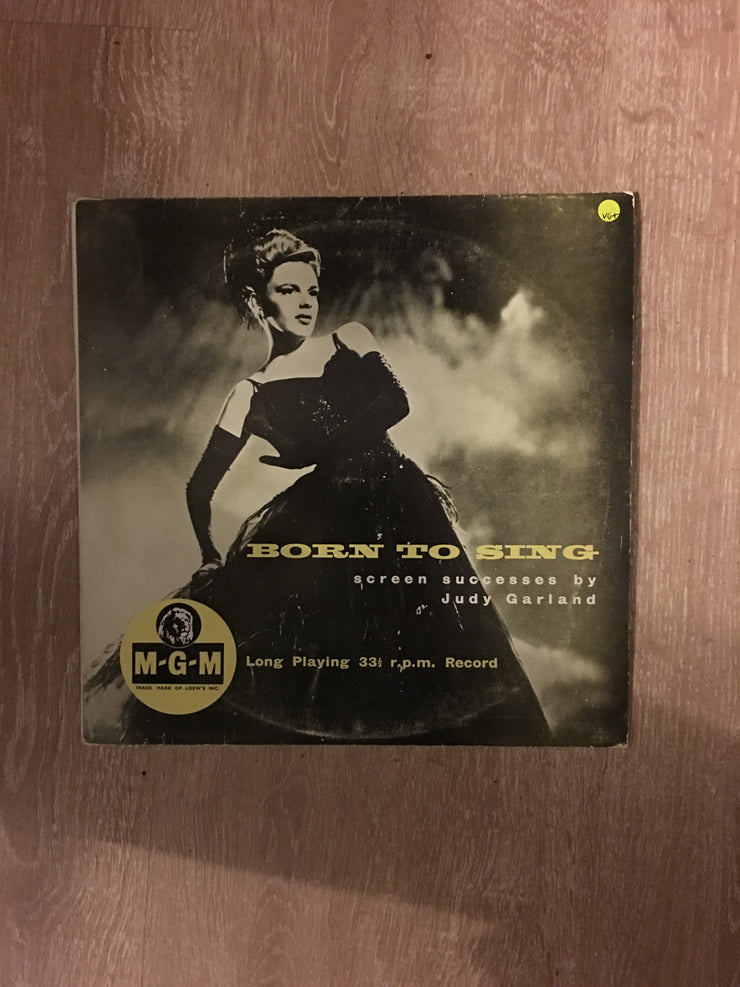 VG+
BORN TO SING
screen successes by
Judy Garland
M-G-M
TRADE MARK OF LOEW'S INC.
Long Playing 33⅓ r.p.m. Record